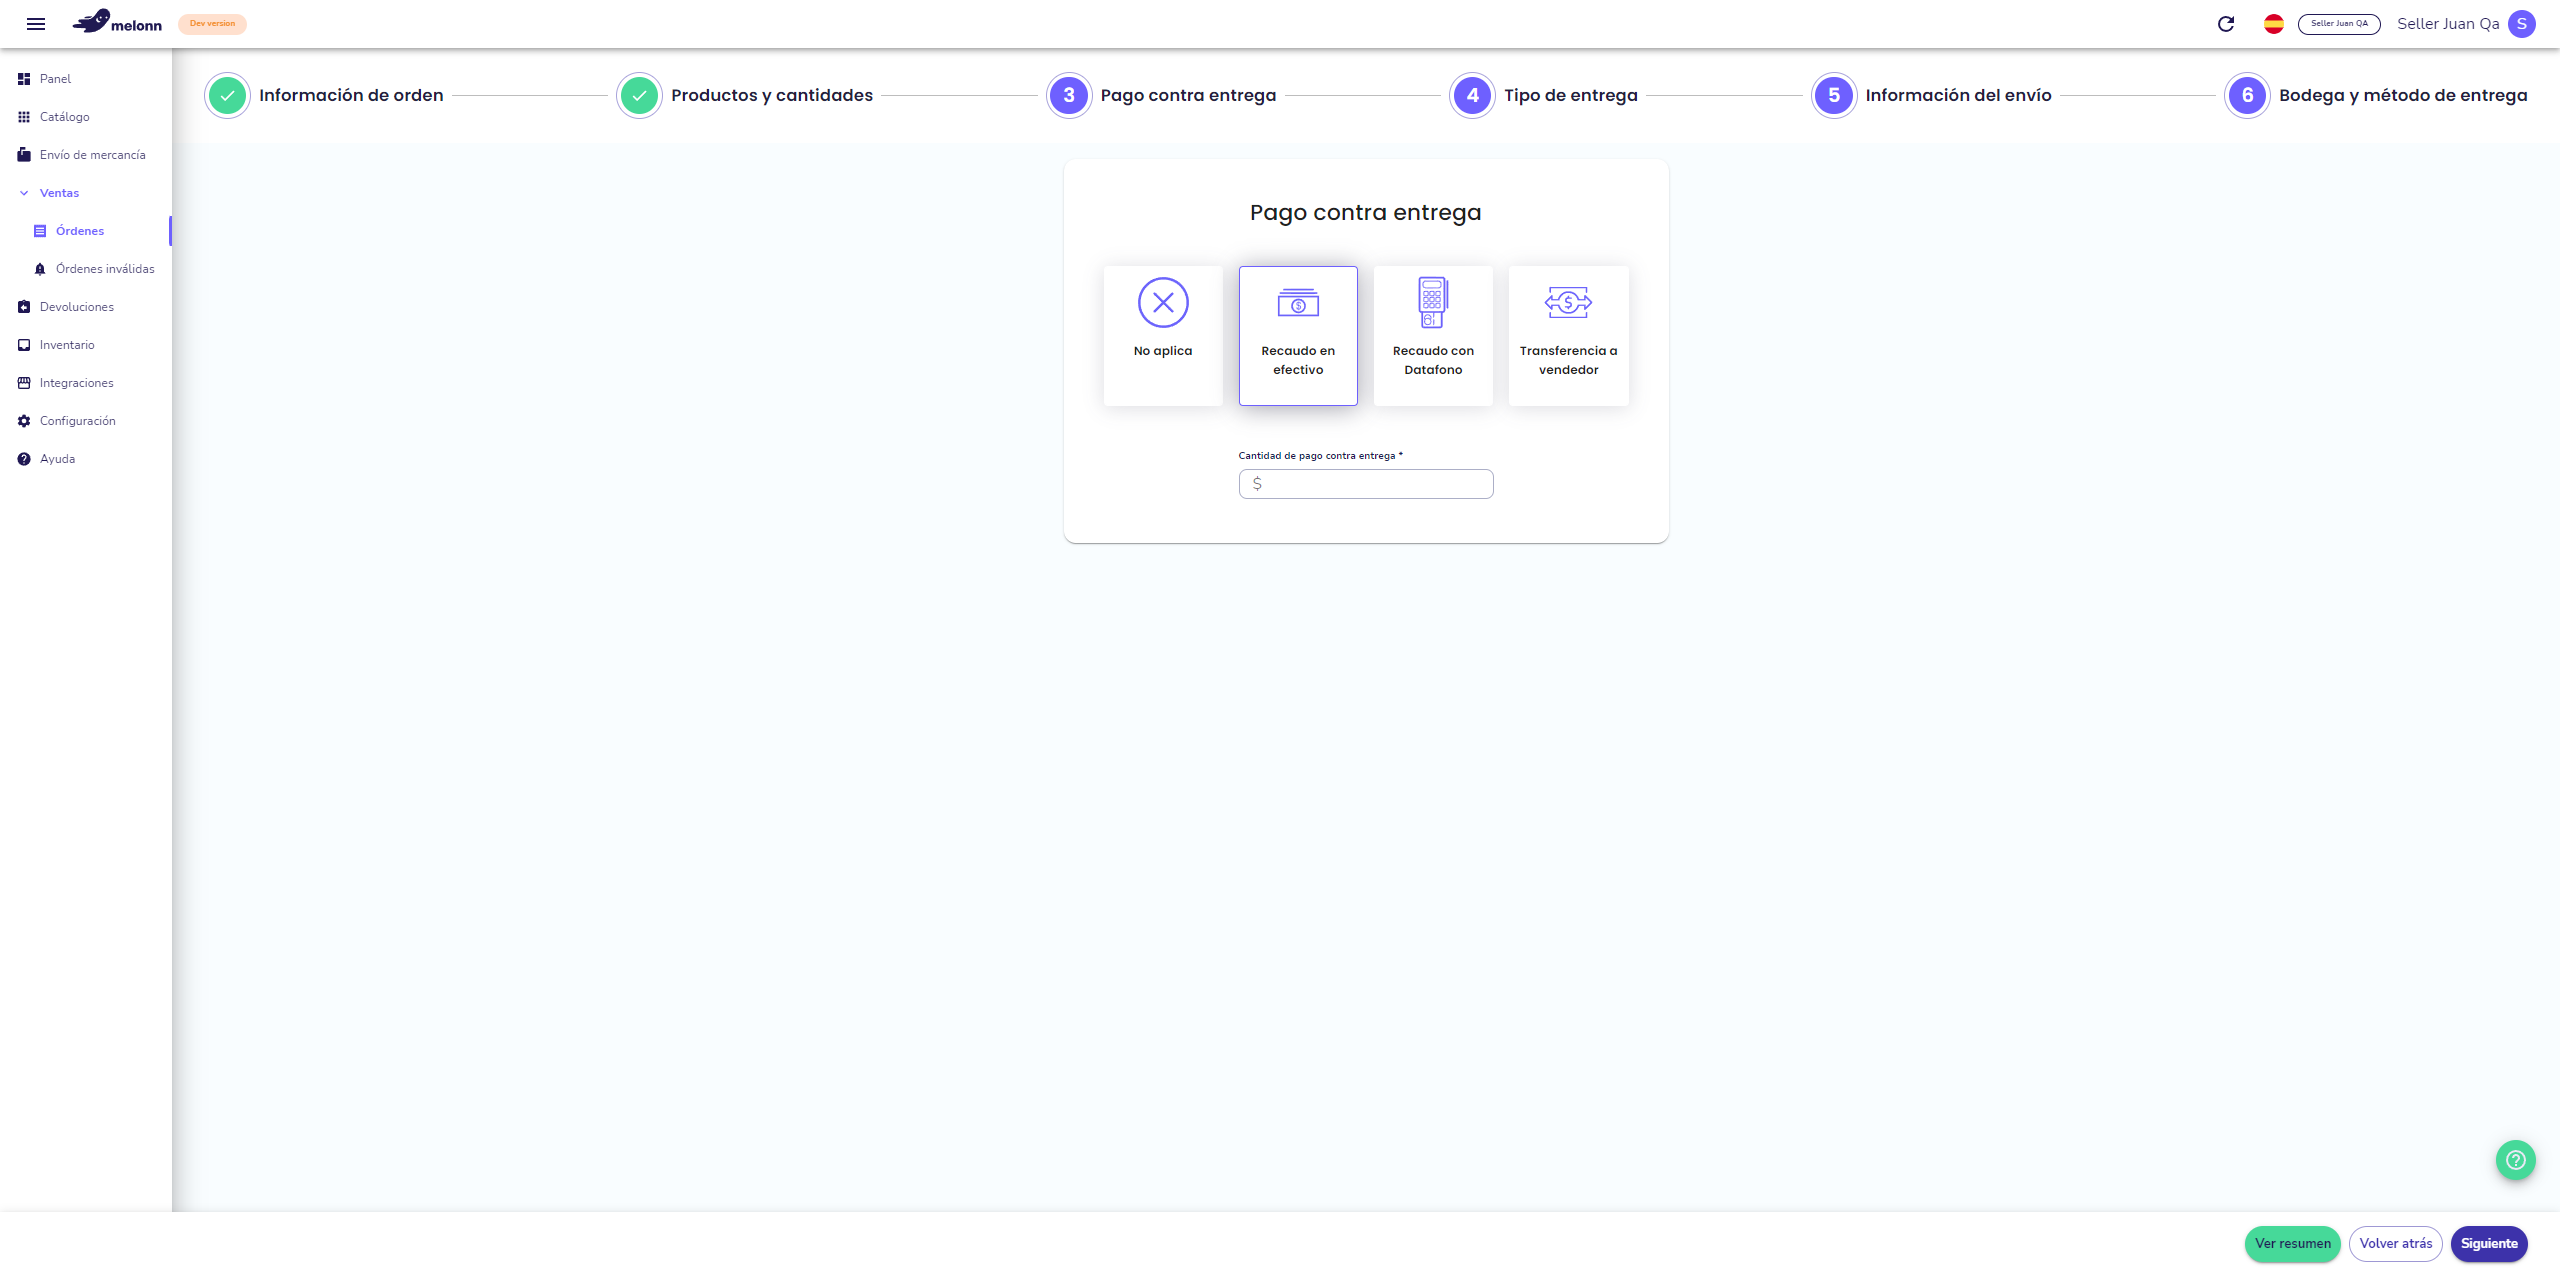 melonn
Dev version
Seller Juan QA
Seller Juan Qa
S
Panel
Catálogo
Envío de mercancía
Ventas
Órdenes
Órdenes inválidas
Devoluciones
Inventario
Integraciones
Configuración
Ayuda
Información de orden
Productos y cantidades
3 Pago contra entrega
4 Tipo de entrega
5 Información del envío
6 Bodega y método de entrega
Pago contra entrega
No aplica
Recaudo en
efectivo
Recaudo con
Datafono
Transferencia a
vendedor
Cantidad de pago contra entrega *
$
Ver resumen
Volver atrás
Siguiente